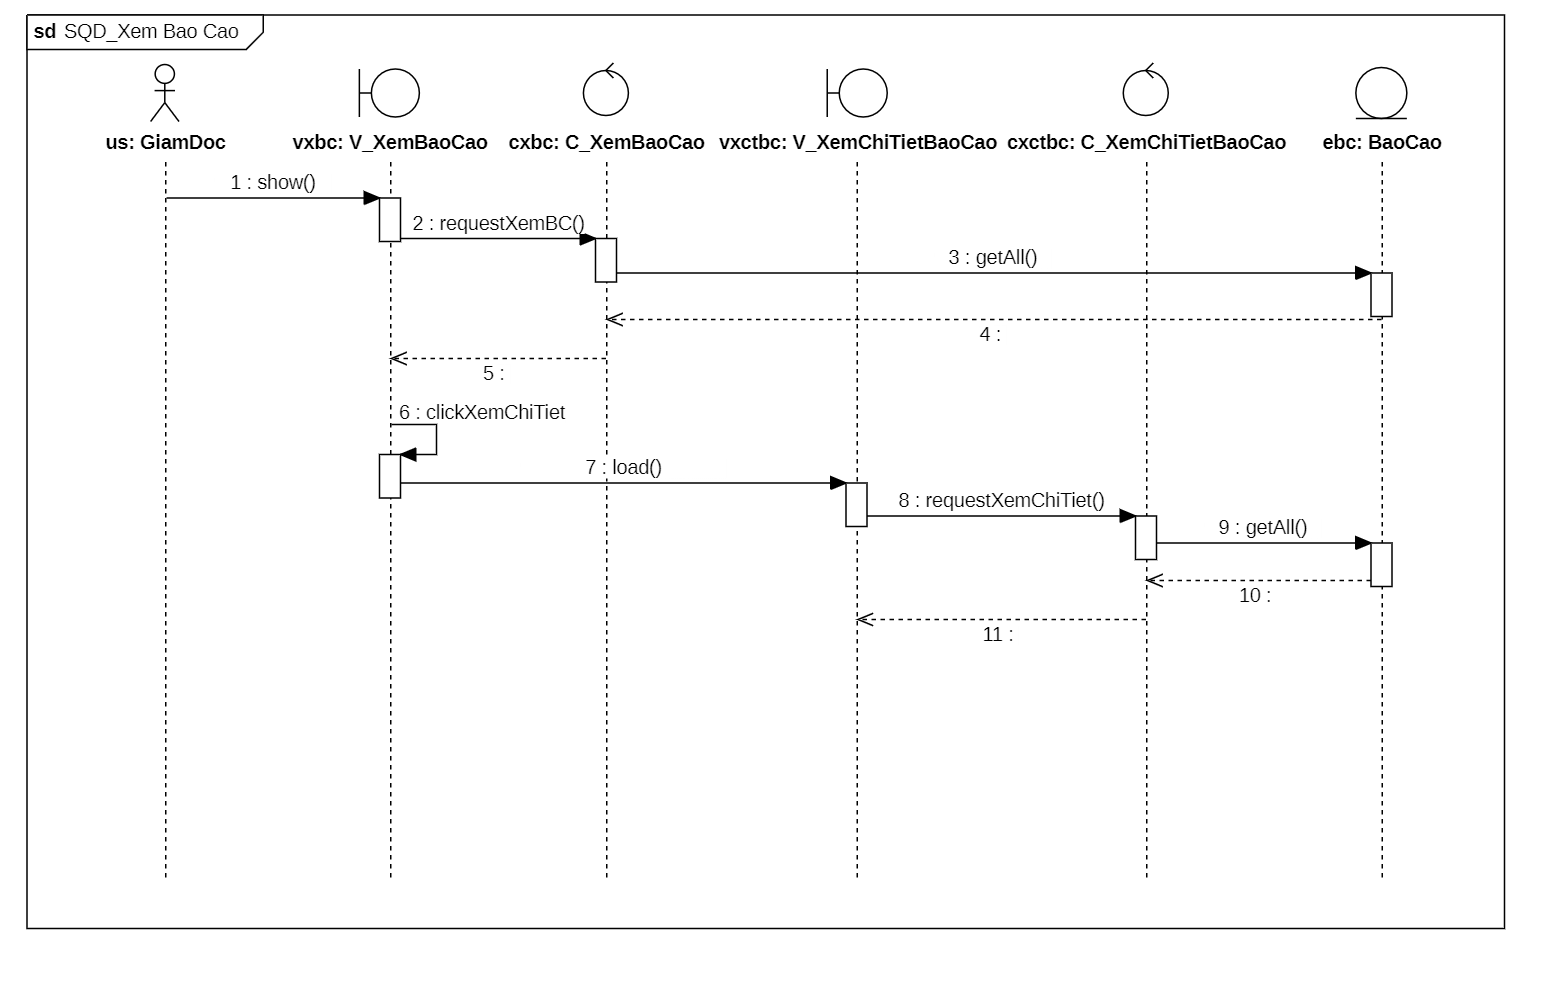 sd SQD_Xem Bao Cao
us: GiamDoc
vxbc: V_XemBaoCao
cxbc: C_XemBaoCao
vxctbc: V_XemChiTietBaoCao
cxctbc: C_XemChiTietBaoCao
ebc: BaoCao
1 : show()
2 : requestXemBC()
3 : getAll()
4 :
5 :
6 : clickXemChiTiet
7 : load()
8 : requestXemChiTiet()
9 : getAll()
10 :
11 :